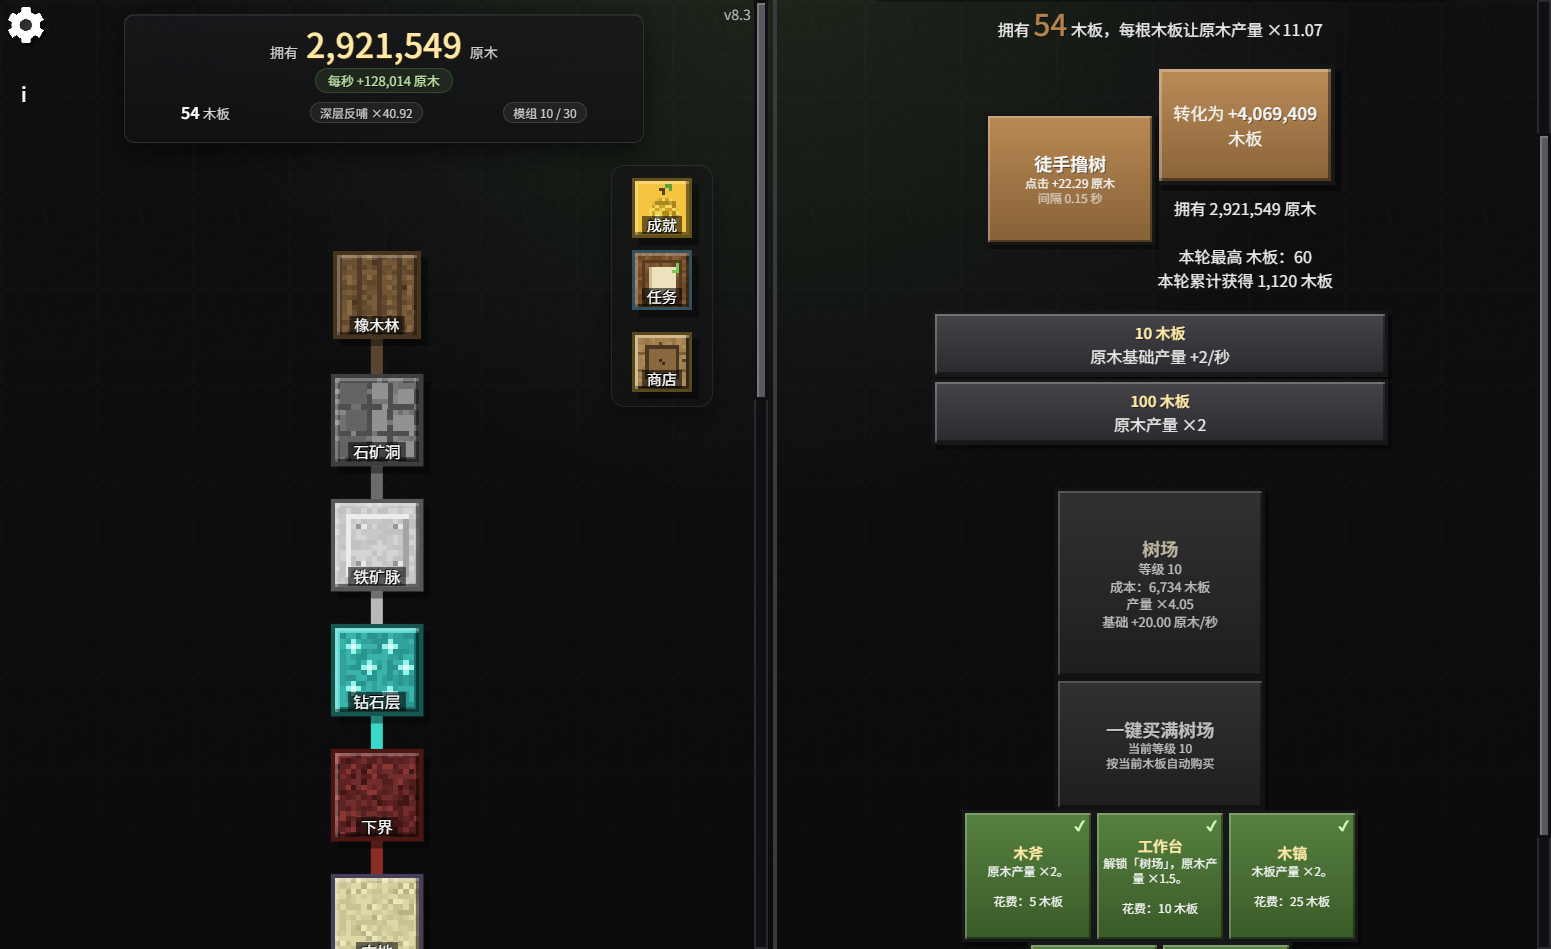 i
拥有 2,921,549 原木
每秒 +128,014 原木
54 木板
深层反哺 ×40.92
模组 10 / 30
v8.3
成就
任务
商店
橡木林
石矿洞
铁矿脉
钻石层
下界
拥有 54 木板，每根木板让原木产量 ×11.07
徒手撸树
点击 +22.29 原木
间隔 0.15 秒
转化为 +4,069,409
木板
拥有 2,921,549 原木
本轮最高 木板：60
本轮累计获得 1,120 木板
10 木板
原木基础产量 +2/秒
100 木板
原木产量 ×2
树场
等级 10
成本：6,734 木板
产量 ×4.05
基础 +20.00 原木/秒
一键买满树场
当前等级 10
按当前木板自动购买
木斧
原木产量 ×2。
花费：5 木板
工作台
解锁「树场」，原木产
量 ×1.5。
花费：10 木板
木镐
木板产量 ×2。
花费：25 木板